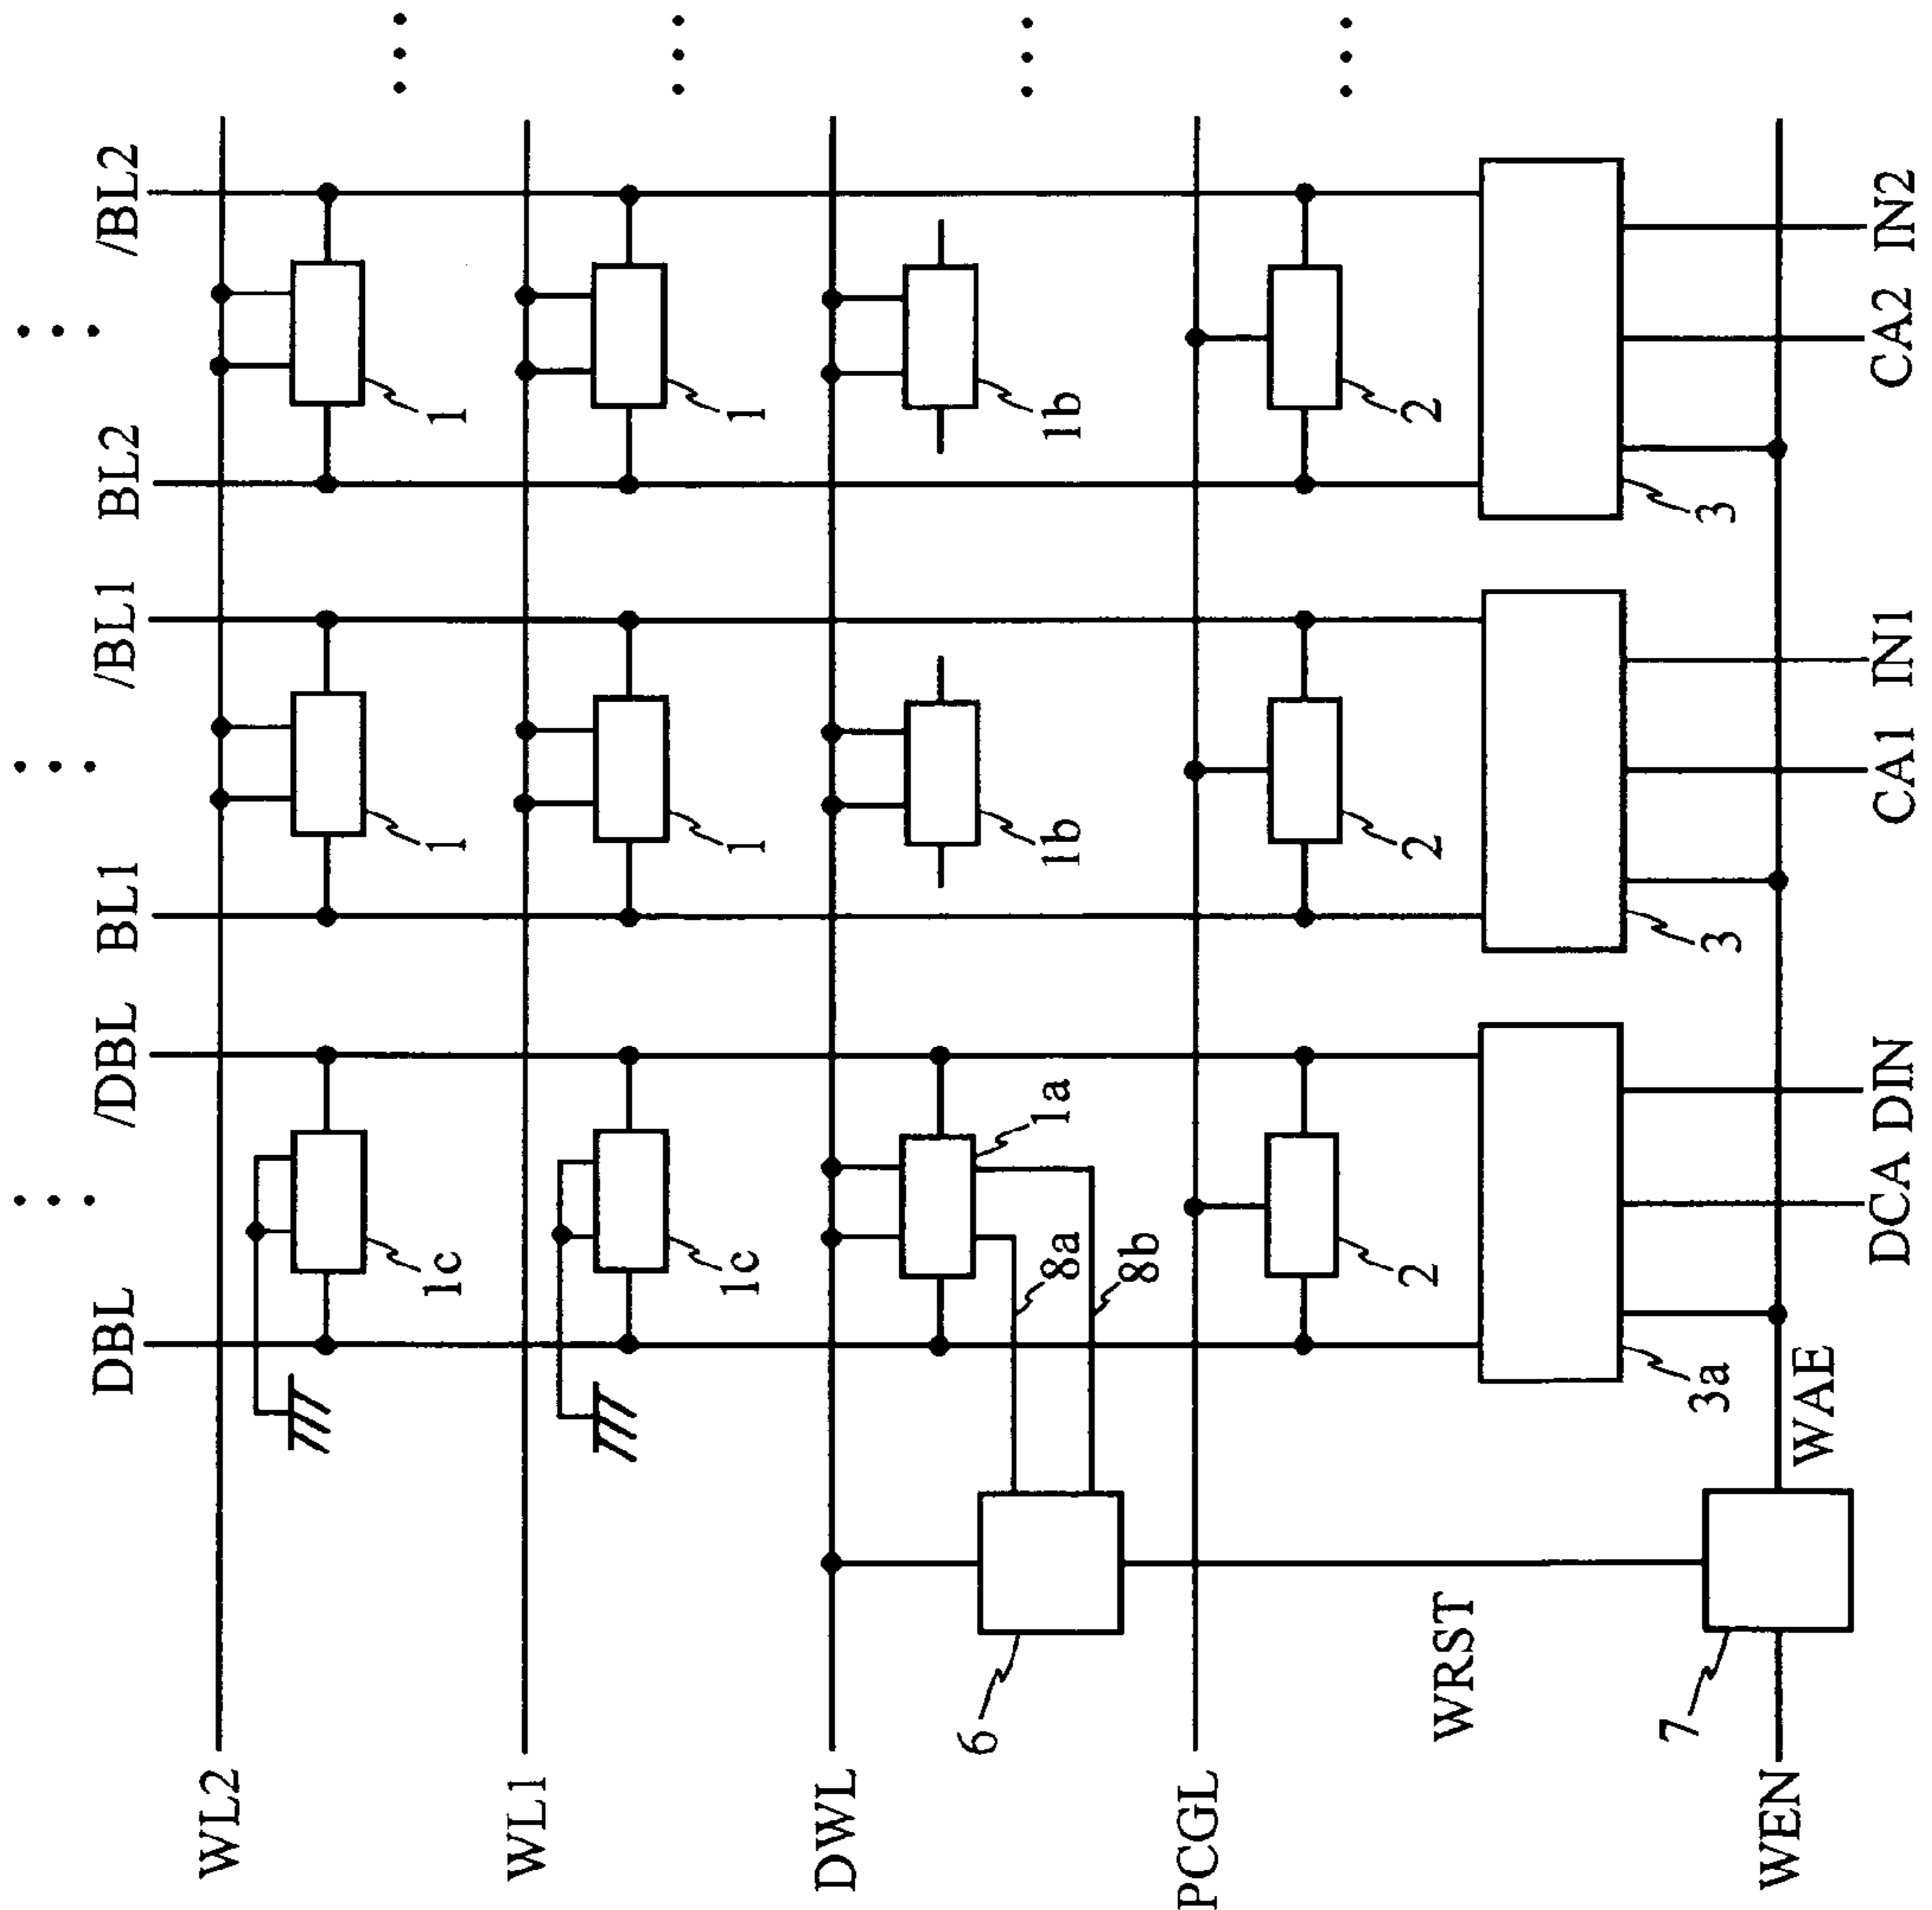 DBL /DBL BL1 /BL1 BL2 /BL2
WL2
1c 1 1
WL1
1c 1 1
DWL
6
8a 1a 1b 1b
8b
PCGL
2 2 2
WRST
7
3a 3 3
WEN
WAE
DCA DIN CA1 IN1 CA2 IN2